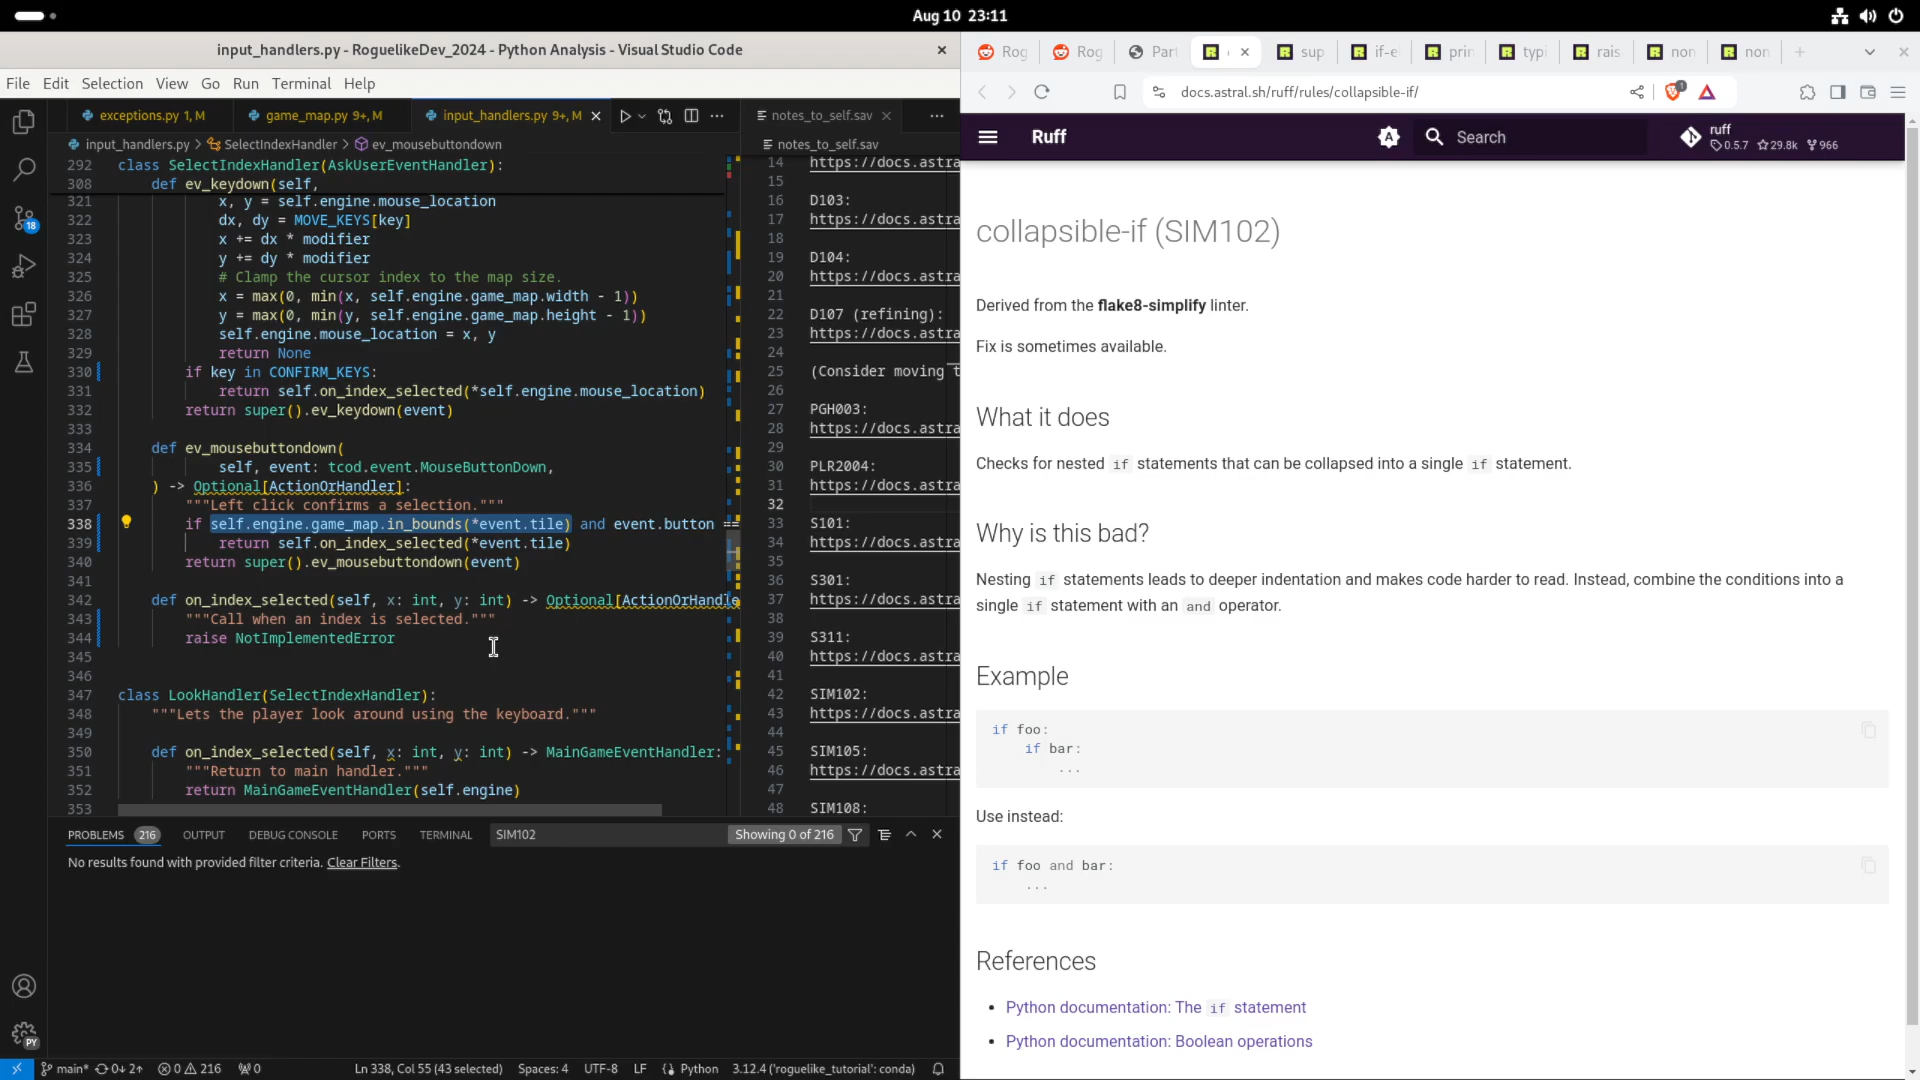 Aug 10 23:11
input_handlers.py - RoguelikeDev_2024 - Python Analysis - Visual Studio Code
File Edit Selection View Go Run Terminal Help
exceptions.py 1, M
game_map.py 9+, M
input_handlers.py 9+, M
input_handlers.py > SelectIndexHandler > ev_mousebuttondown
292 class SelectIndexHandler(AskUserEventHandler):
308 def ev_keydown(self,
321 x, y = self.engine.mouse_location
322 dx, dy = MOVE_KEYS[key]
323 x += dx * modifier
324 y += dy * modifier
325 # Clamp the cursor index to the map size.
326 x = max(0, min(x, self.engine.game_map.width - 1))
327 y = max(0, min(y, self.engine.game_map.height - 1))
328 self.engine.mouse_location = x, y
329 return None
330 if key in CONFIRM_KEYS:
331 return self.on_index_selected(*self.engine.mouse_location)
332 return super().ev_keydown(event)
333
334 def ev_mousebuttondown(
335 self, event: tcod.event.MouseButtonDown,
336 ) -> Optional[ActionOrHandler]:
337 """Left click confirms a selection."""
338 if self.engine.game_map.in_bounds(*event.tile) and event.button ==
339 return self.on_index_selected(*event.tile)
340 return super().ev_mousebuttondown(event)
341
342 def on_index_selected(self, x: int, y: int) -> Optional[ActionOrHandle
343 """Call when an index is selected."""
344 raise NotImplementedError
345
346
347 class LookHandler(SelectIndexHandler):
348 """Lets the player look around using the keyboard."""
349
350 def on_index_selected(self, x: int, y: int) -> MainGameEventHandler:
351 """Return to main handler."""
352 return MainGameEventHandler(self.engine)
353
notes_to_self.sav
notes_to_self.sav
14 https://docs.astra
15
16 D103:
17 https://docs.astra
18
19 D104:
20 https://docs.astra
21
22 D107 (refining):
23 https://docs.astra
24
25 (Consider moving t
26
27 PGH003:
28 https://docs.astra
29
30 PLR2004:
31 https://docs.astra
32
33 S101:
34 https://docs.astra
35
36 S301:
37 https://docs.astra
38
39 S311:
40 https://docs.astra
41
42 SIM102:
43 https://docs.astra
44
45 SIM105:
46 https://docs.astra
47
48 SIM108:
PROBLEMS 216 OUTPUT DEBUG CONSOLE PORTS TERMINAL SIM102 Showing 0 of 216
No results found with provided filter criteria. Clear Filters.
18
PY
main* 0↓ 2↑ 0 216 0 Ln 338, Col 55 (43 selected) Spaces: 4 UTF-8 LF Python 3.12.4 ('roguelike_tutorial': conda)
Rog Rog Part sup if-e prin typi rais non non
docs.astral.sh/ruff/rules/collapsible-if/
1
Ruff
Search
ruff
0.5.7 29.8k 966
collapsible-if (SIM102)
Derived from the flake8-simplify linter.
Fix is sometimes available.
What it does
Checks for nested if statements that can be collapsed into a single if statement.
Why is this bad?
Nesting if statements leads to deeper indentation and makes code harder to read. Instead, combine the conditions into a
single if statement with an and operator.
Example
if foo:
if bar:
...
Use instead:
if foo and bar:
...
References
• Python documentation: The if statement
• Python documentation: Boolean operations